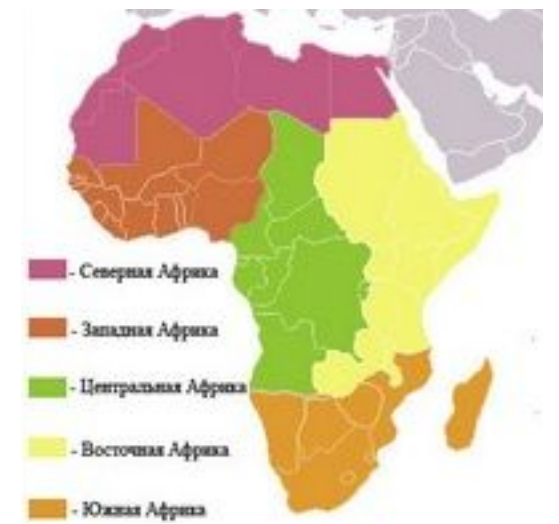 - Северная Африка
- Западная Африка
- Центральная Африка
- Восточная Африка
- Южная Африка